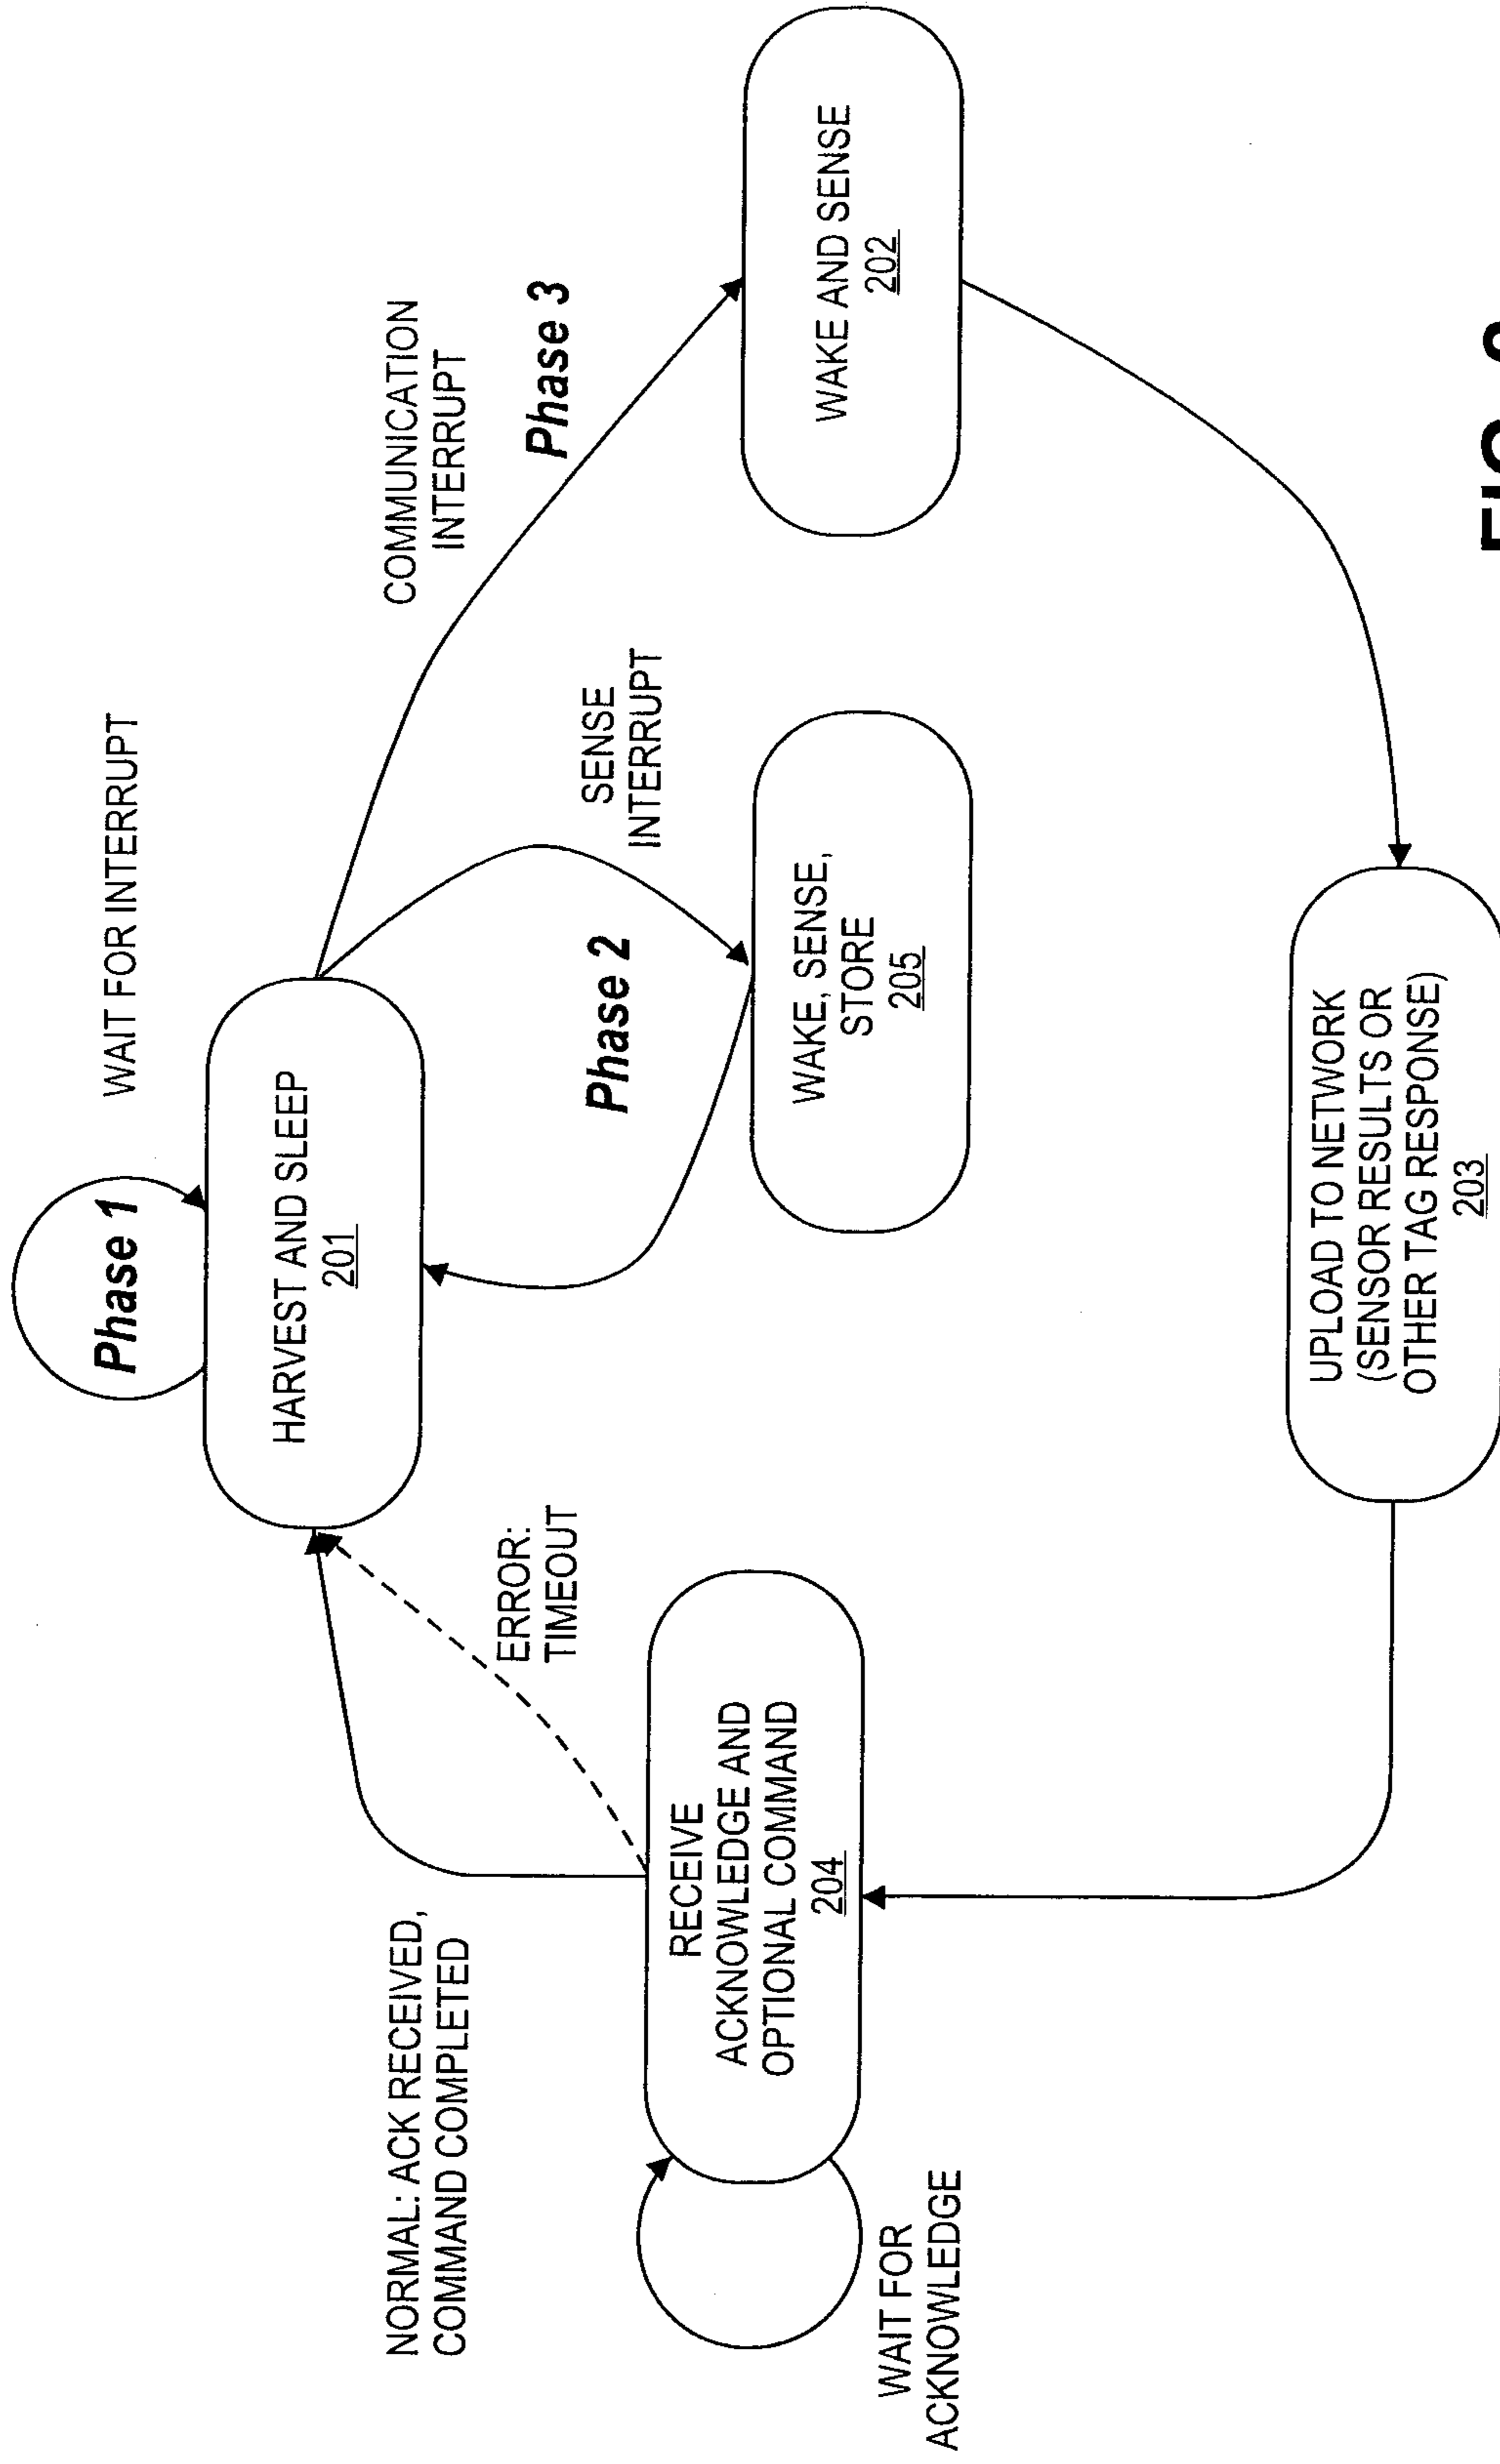 WAIT FOR INTERRUPT
Phase 1
HARVEST AND SLEEP
201
COMMUNICATION
INTERRUPT
Phase 3
SENSE
INTERRUPT
Phase 2
WAKE AND SENSE
202
WAKE, SENSE,
STORE
205
ERROR:
TIMEOUT
NORMAL: ACK RECEIVED,
COMMAND COMPLETED
RECEIVE
ACKNOWLEDGE AND
OPTIONAL COMMAND
204
WAIT FOR
ACKNOWLEDGE
UPLOAD TO NETWORK
(SENSOR RESULTS OR
OTHER TAG RESPONSE)
203